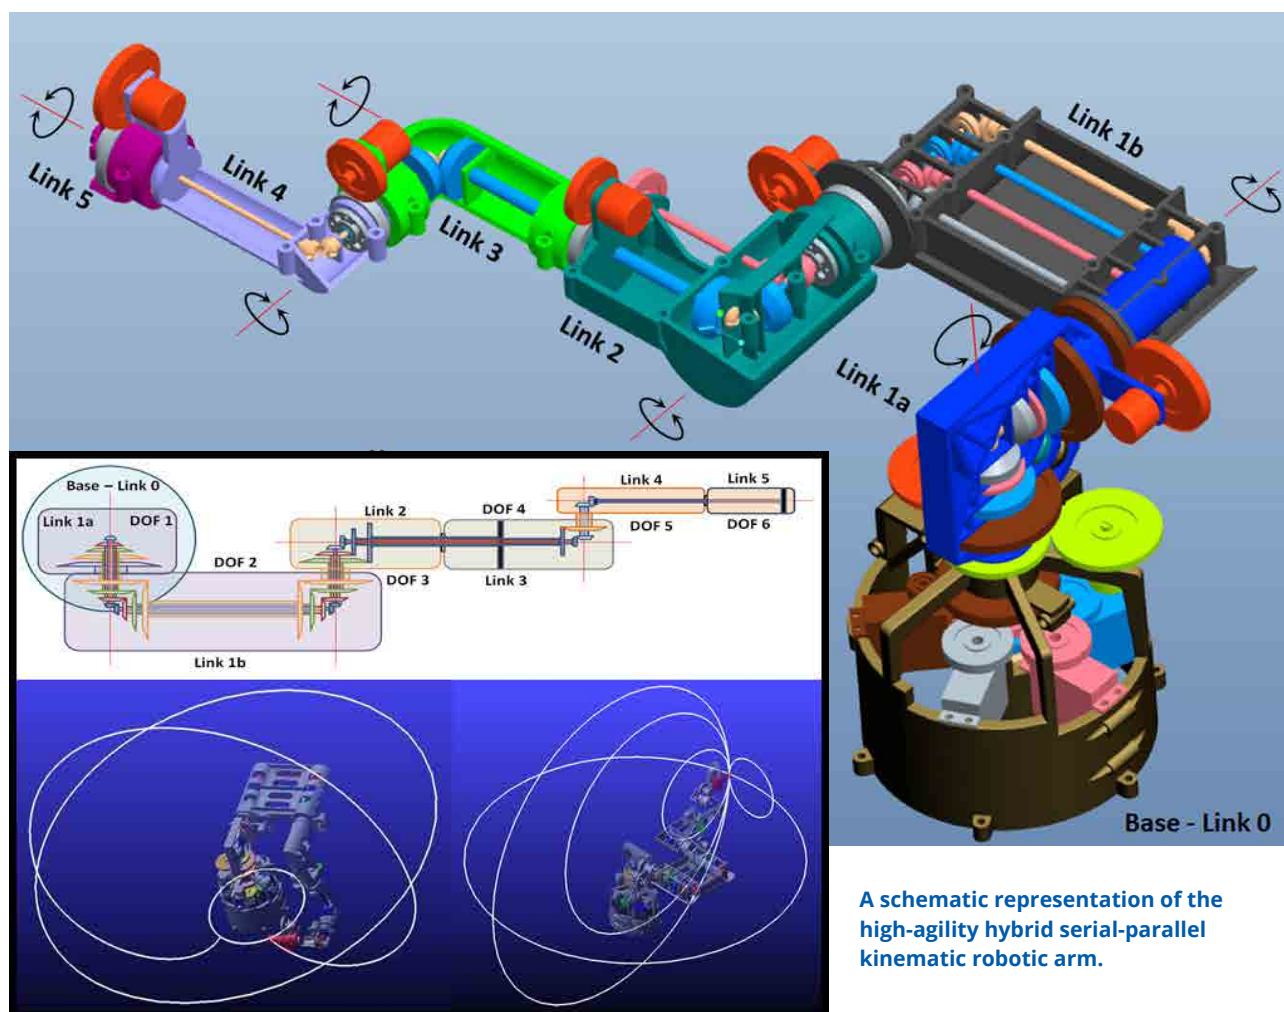 Link 1b
Link 4
Link 5
Link 3
Link 2
Link 1a
Base - Link 0
Base – Link 0
Link 1a DOF 1
DOF 2
Link 1b
Link 2
DOF 3
DOF 4
Link 3
Link 4
DOF 5
Link 5
DOF 6
A schematic representation of the
high-agility hybrid serial-parallel
kinematic robotic arm.